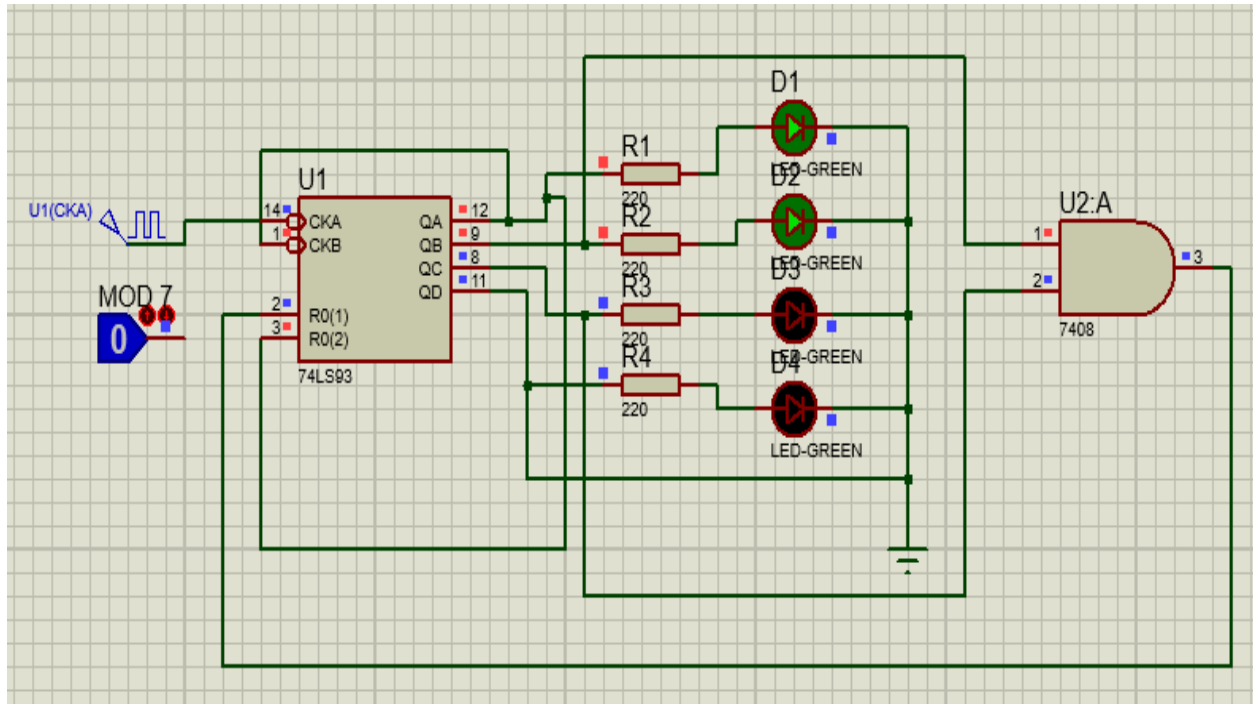 D1
R1
U1
LED-GREEN
220
D2
U1(CKA)
14
CKA
QA
12
R2
U2:A
1
CKB
QB
9
1
3
QC
8
220
LED-GREEN
D3
QD
11
R3
2
MOD 7
2
R0(1)
0
3
R0(2)
220
7408
R4
LED-GREEN
D4
74LS93
220
LED-GREEN